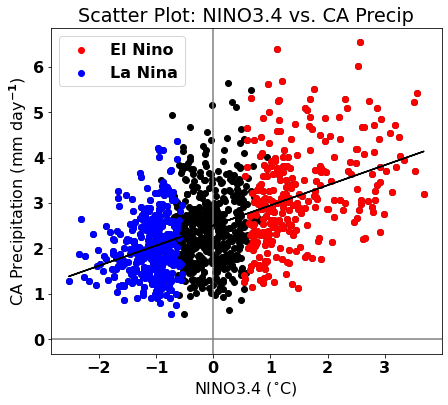 Scatter Plot: NINO3.4 vs. CA Precip
El Nino
La Nina
CA Precipitation (mm day⁻¹)
6
5
4
3
2
1
0
−2 −1 0 1 2 3
NINO3.4 (°C)